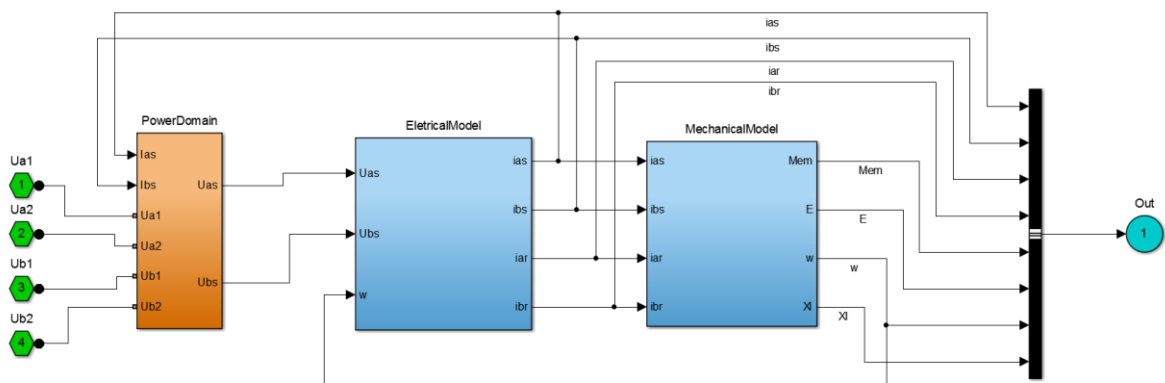 ias
ibs
iar
ibr
PowerDomain
EletricalModel
MechanicalModel
Ua1
1
Ua2
2
Ub1
3
Ub2
4
Ias
Ibs
Ua1
Ua2
Ub1
Ub2
Uas
Ubs
Uas
Ubs
w
ias
ibs
iar
ibr
ias
ibs
iar
ibr
Mem
E
w
Xl
Mem
E
w
Xl
Out
1